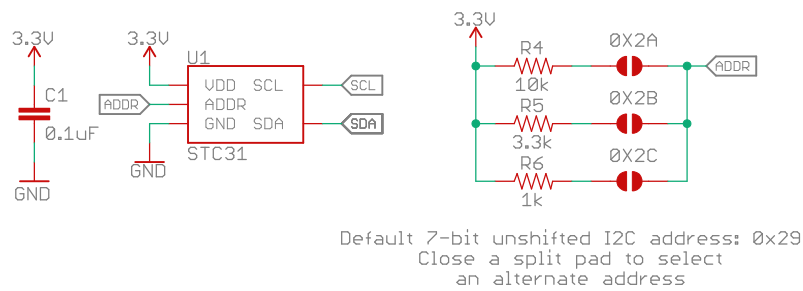 3.3V
C1
0.1uF
GND
3.3V
U1
VDD SCL
ADDR
GND SDA
STC31
ADDR
SCL
SDA
GND
3.3V
R4
10k
0X2A
R5
3.3k
0X2B
R6
1k
0X2C
ADDR
Default 7-bit unshifted I2C address: 0x29
Close a split pad to select
an alternate address